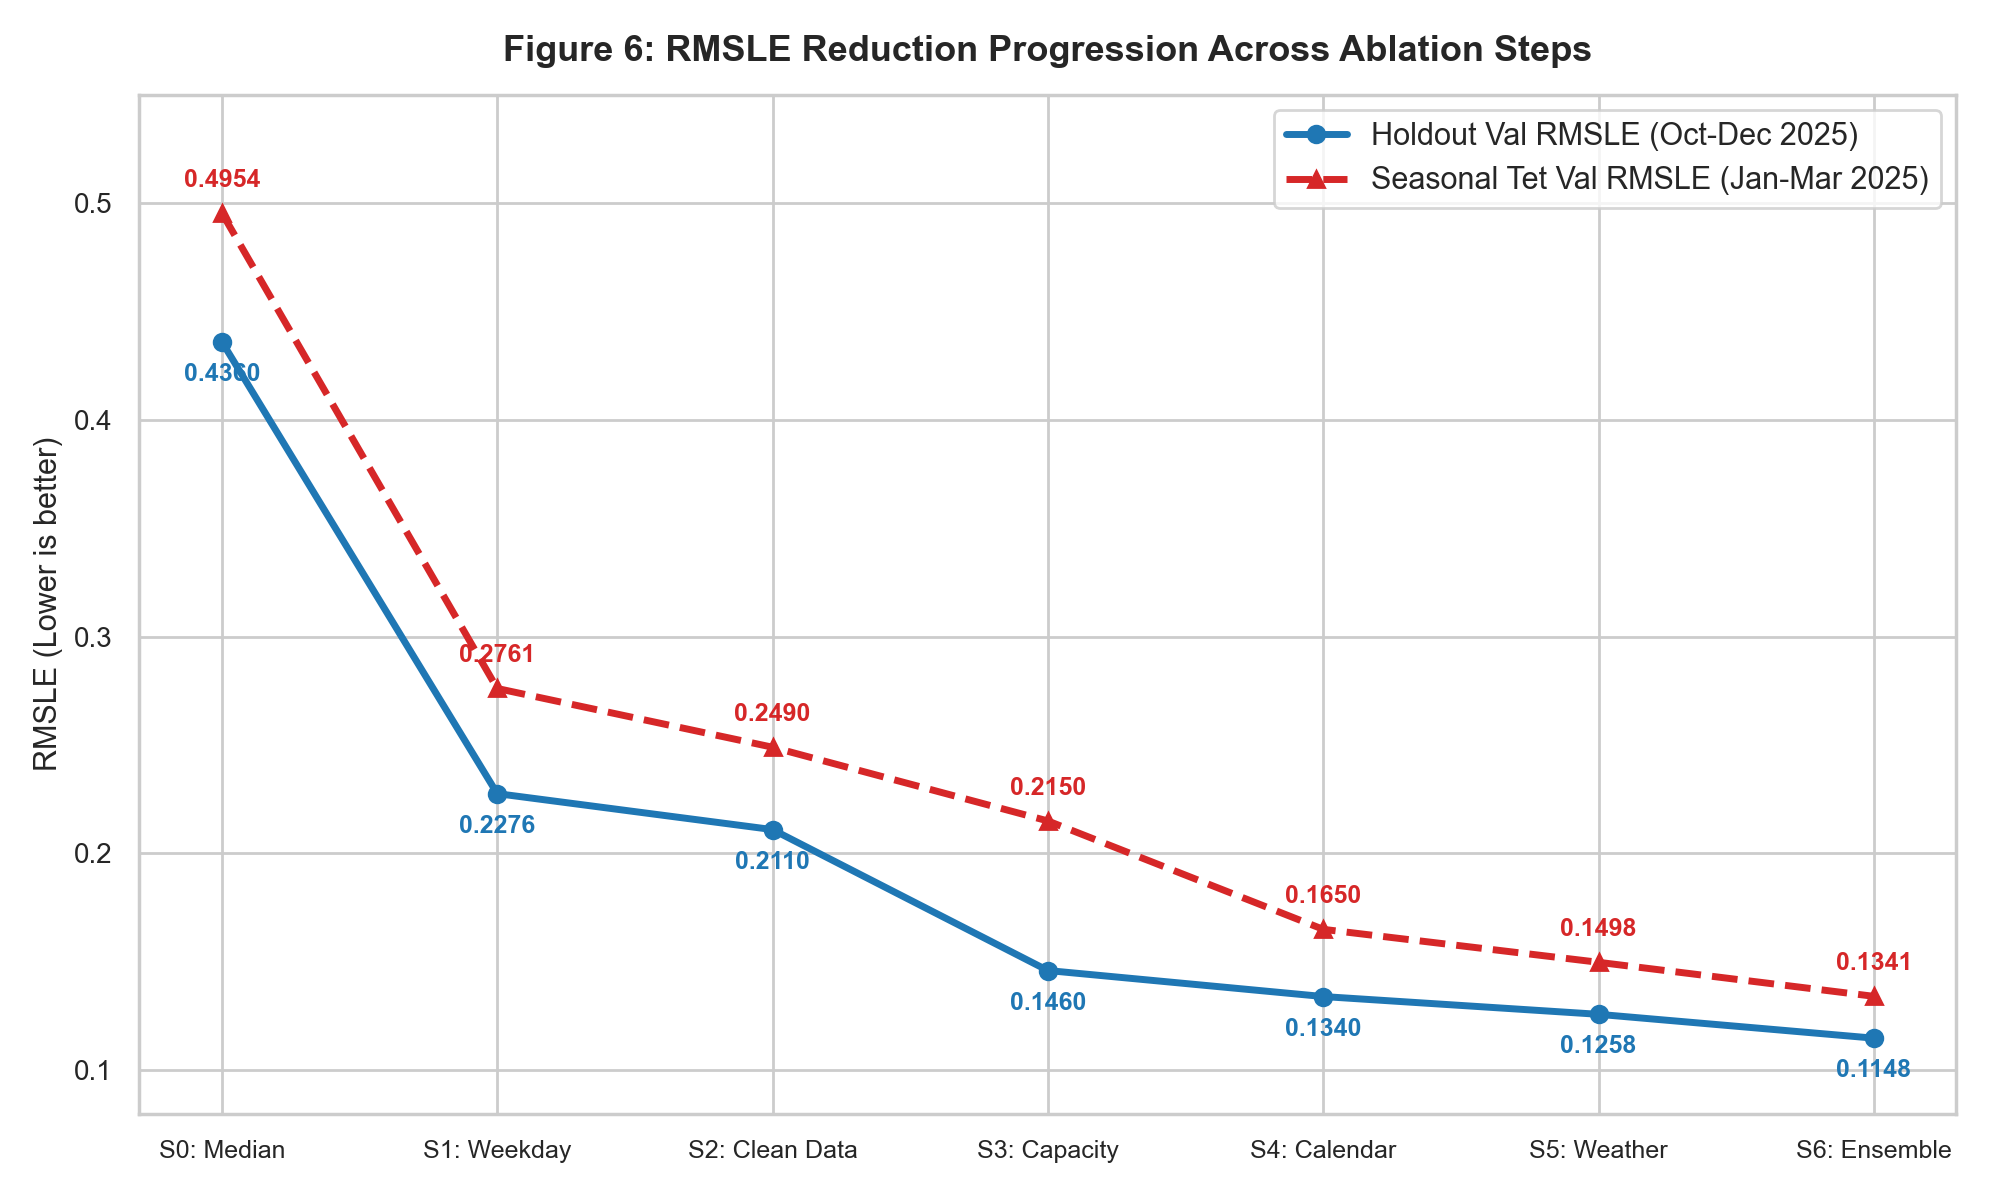 Figure 6: RMSLE Reduction Progression Across Ablation Steps
Holdout Val RMSLE (Oct-Dec 2025)
Seasonal Tet Val RMSLE (Jan-Mar 2025)
RMSLE (Lower is better)
0.5
0.4
0.3
0.2
0.1
0.4954
0.2761
0.2490
0.2150
0.1650
0.1498
0.1341
0.4360
0.2276
0.2110
0.1460
0.1340
0.1258
0.1148
S0: Median
S1: Weekday
S2: Clean Data
S3: Capacity
S4: Calendar
S5: Weather
S6: Ensemble